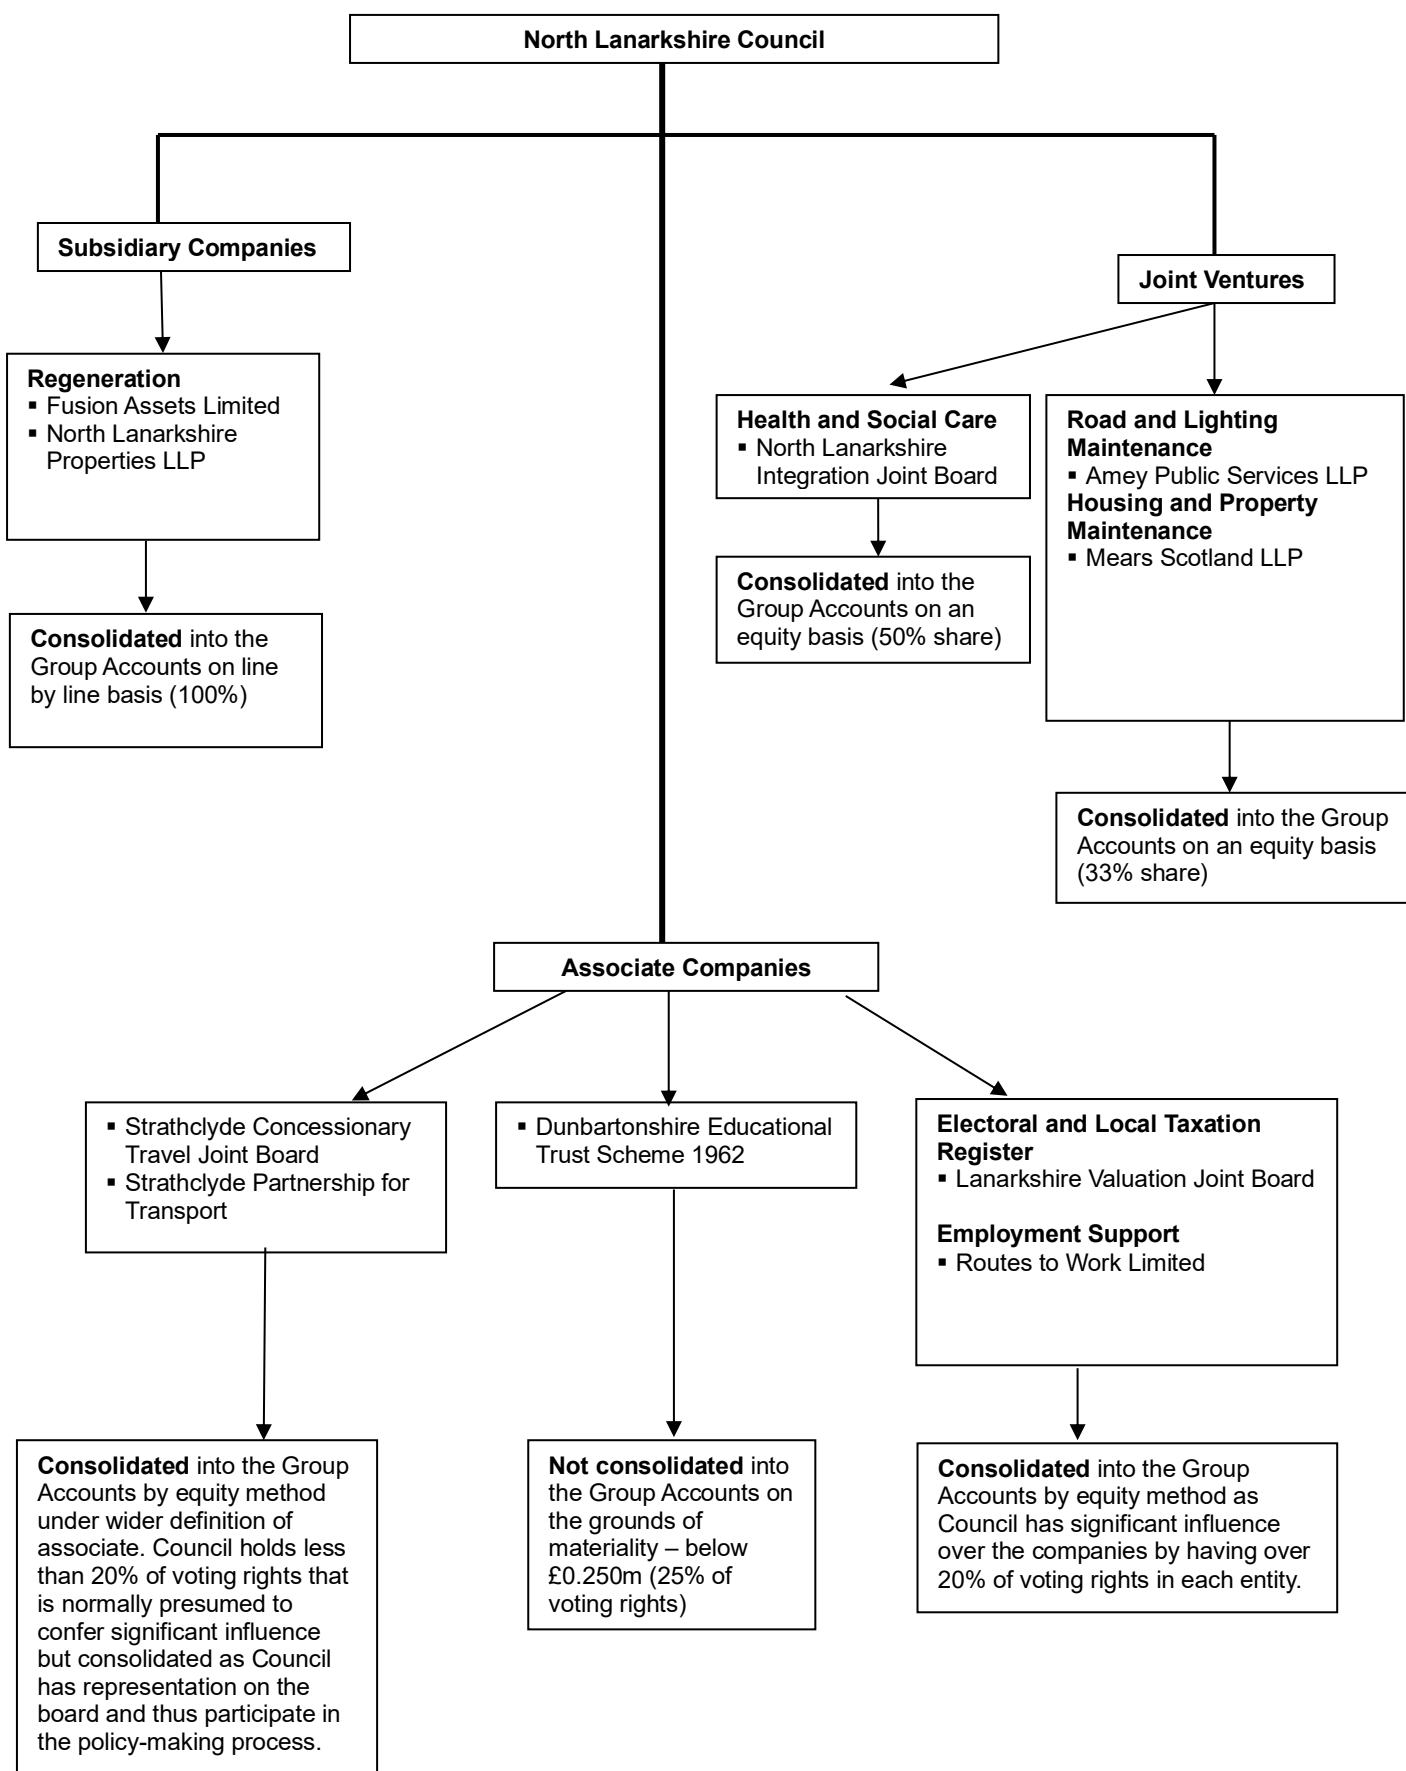 North Lanarkshire Council
Subsidiary Companies
Joint Ventures
Regeneration
▪ Fusion Assets Limited
▪ North Lanarkshire
Properties LLP
Health and Social Care
▪ North Lanarkshire
Integration Joint Board
Road and Lighting
Maintenance
▪ Amey Public Services LLP
Housing and Property
Maintenance
▪ Mears Scotland LLP
Consolidated into the
Group Accounts on line
by line basis (100%)
Consolidated into the
Group Accounts on an
equity basis (50% share)
Consolidated into the Group
Accounts on an equity basis
(33% share)
Associate Companies
▪ Strathclyde Concessionary
Travel Joint Board
▪ Strathclyde Partnership for
Transport
▪ Dunbartonshire Educational
Trust Scheme 1962
Electoral and Local Taxation
Register
▪ Lanarkshire Valuation Joint Board
Employment Support
▪ Routes to Work Limited
Consolidated into the Group
Accounts by equity method
under wider definition of
associate. Council holds less
than 20% of voting rights that
is normally presumed to
confer significant influence
but consolidated as Council
has representation on the
board and thus participate in
the policy-making process.
Not consolidated into
the Group Accounts on
the grounds of
materiality – below
£0.250m (25% of
voting rights)
Consolidated into the Group
Accounts by equity method as
Council has significant influence
over the companies by having over
20% of voting rights in each entity.